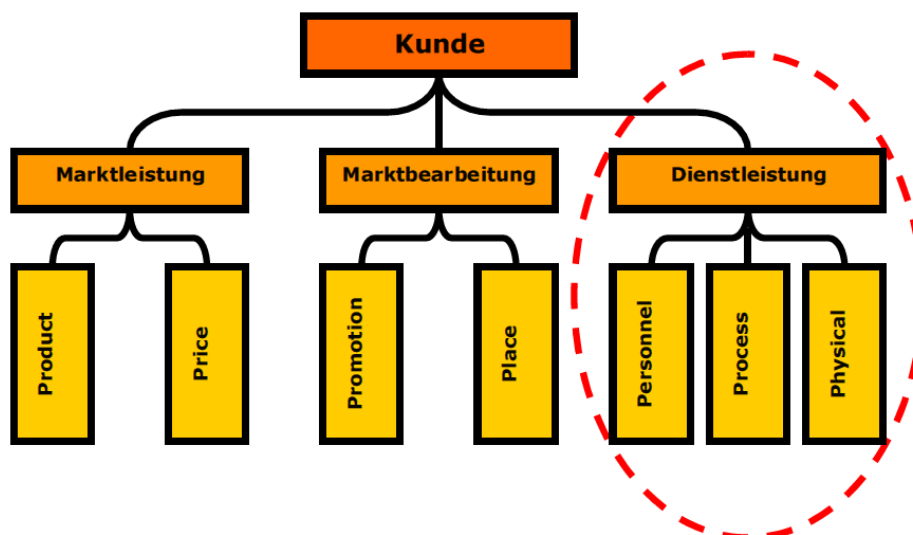 Kunde
Marktleistung
Marktbearbeitung
Dienstleistung
Product
Price
Promotion
Place
Personnel
Process
Physical